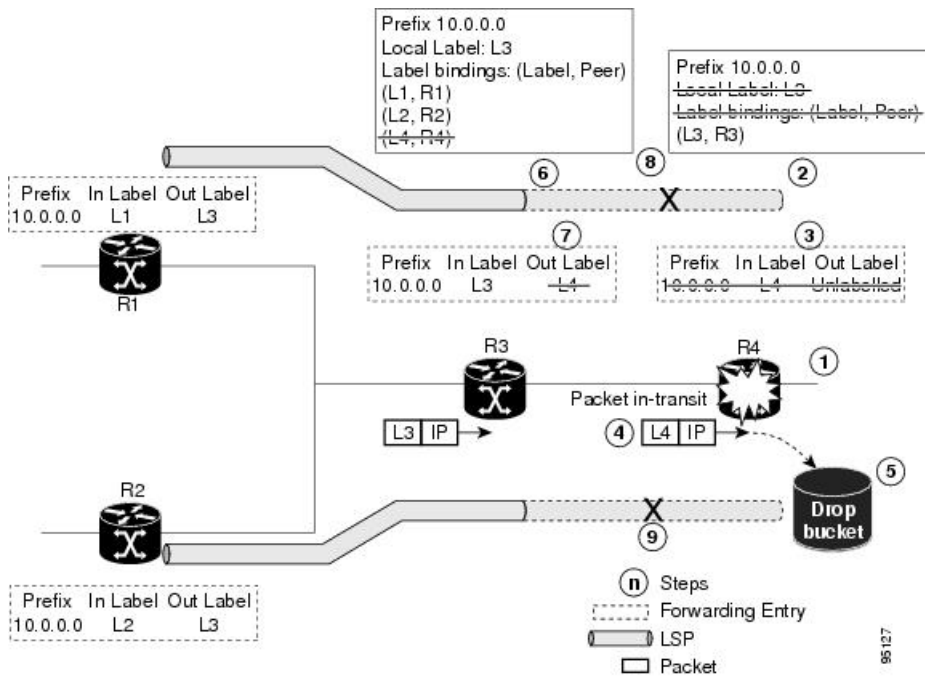 Prefix 10.0.0.0
Local Label: L3
Label bindings: (Label, Peer)
(L1, R1)
(L2, R2)
(L4, R4)
Prefix 10.0.0.0
Local Label: L3
Label bindings: (Label, Peer)
(L3, R3)
6
8
2
Prefix In Label Out Label
10.0.0.0 L1 L3
R1
7
Prefix In Label Out Label
10.0.0.0 L3 L4
3
Prefix In Label Out Label
10.0.0.0 L4 Unlabelled
R3
R4
1
Packet in-transit
L3 IP
4
L4 IP
5
Drop
bucket
R2
9
Prefix In Label Out Label
10.0.0.0 L2 L3
n Steps
Forwarding Entry
LSP
Packet
95127